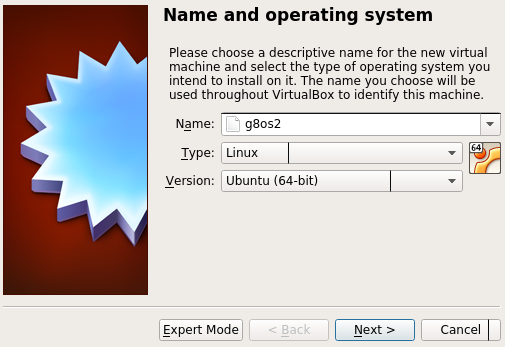 Name and operating system
Please choose a descriptive name for the new virtual
machine and select the type of operating system you
intend to install on it. The name you choose will be
used throughout VirtualBox to identify this machine.
Name: g8os2
Type: Linux
64
Version: Ubuntu (64-bit)
Expert Mode < Back Next > Cancel